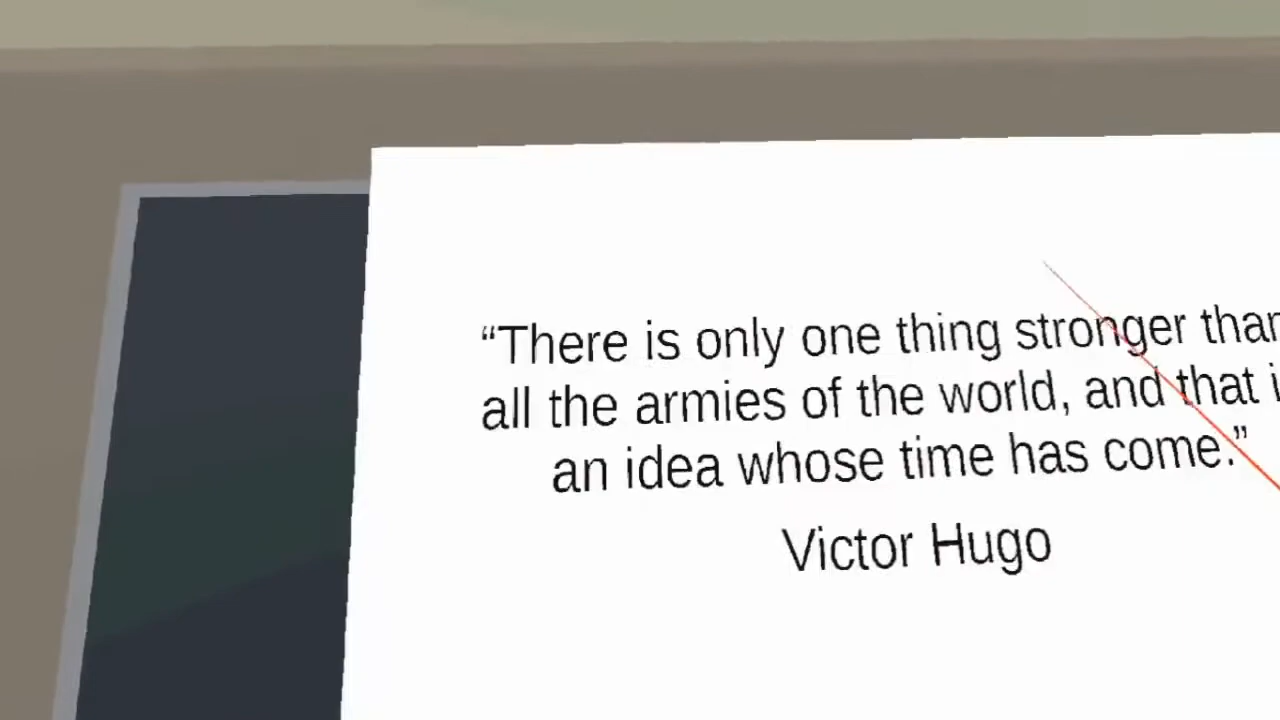 “There is only one thing stronger than
all the armies of the world, and that i
an idea whose time has come.”
Victor Hugo